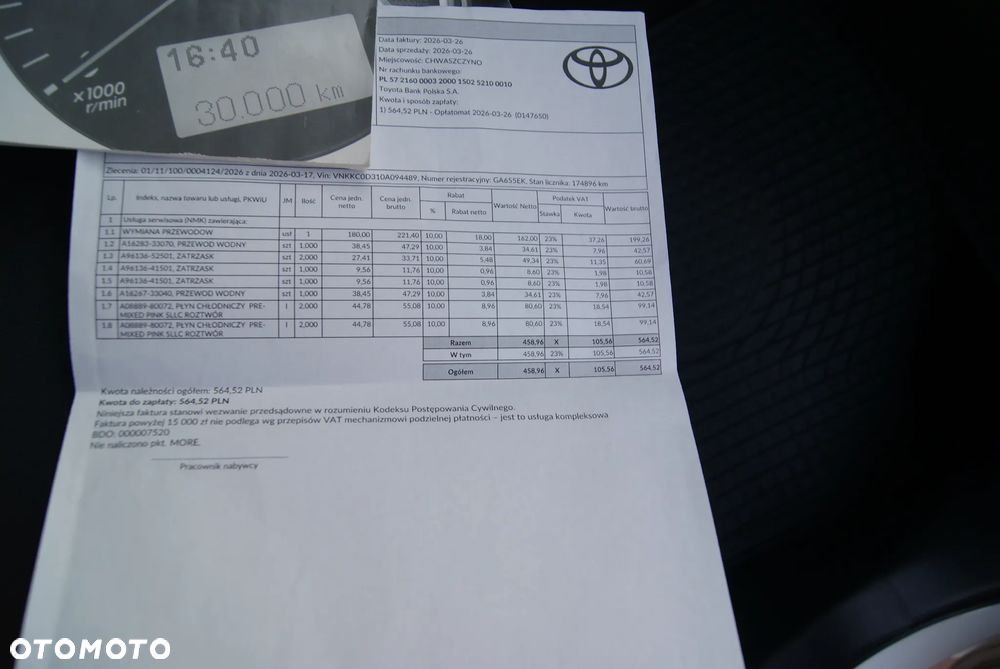 16:40
30.000 km
x1000
r/min
Data faktury: 2026-03-26
Data sprzedaży: 2026-03-26
Miejscowość: CHWASZCZYNO
Nr rachunku bankowego:
PL 57 2160 0003 2000 1502 5210 0010
Toyota Bank Polska S.A.
Kwota i sposób zapłaty:
1) 564,52 PLN - Opłatomat 2026-03-26 (0147650)
Zlecenia: 01/11/100/0004124/2026 z dnia 2026-03-17, Vin: VNKKC0D310A094489, Numer rejestracyjny: GA655EK, Stan licznika: 174896 km
Lp. Indeks, nazwa towaru lub usługi, PKWiU JM Ilość Cena jedn. netto Cena jedn. brutto Rabat % Rabat netto Wartość Netto Podatek VAT Stawka Kwota Wartość brutto
1 Usługa serwisowa (NMK) zawierająca:
1.1 WYMIANA PRZEWODOW usł 1 180,00 221,40 10,00 18,00 162,00 23% 37,26 199,26
1.2 A16283-33070, PRZEWOD WODNY szt 1,000 38,45 47,29 10,00 3,84 34,61 23% 7,96 42,57
1.3 A96136-52501, ZATRZASK szt 2,000 27,41 33,71 10,00 5,48 49,34 23% 11,35 60,69
1.4 A96136-41501, ZATRZASK szt 1,000 9,56 11,76 10,00 0,96 8,60 23% 1,98 10,58
1.5 A96136-41501, ZATRZASK szt 1,000 9,56 11,76 10,00 0,96 8,60 23% 1,98 10,58
1.6 A16267-33040, PRZEWOD WODNY szt 1,000 38,45 47,29 10,00 3,84 34,61 23% 7,96 42,57
1.7 A08889-80072, PŁYN CHŁODNICZY PRE- l 2,000 44,78 55,08 10,00 8,96 80,60 23% 18,54 99,14
MIXED PINK SLLC ROZTWÓR
1.8 A08889-80072, PŁYN CHŁODNICZY PRE- l 2,000 44,78 55,08 10,00 8,96 80,60 23% 18,54 99,14
MIXED PINK SLLC ROZTWÓR
Razem 458,96 X 105,56 564,52
W tym 458,96 23% 105,56 564,52
Ogółem 458,96 X 105,56 564,52
Kwota należności ogółem: 564,52 PLN
Kwota do zapłaty: 564,52 PLN
Niniejsza faktura stanowi wezwanie przedsądowne w rozumieniu Kodeksu Postępowania Cywilnego.
Faktura powyżej 15 000 zł nie podlega wg przepisów VAT mechanizmowi podzielnej płatności – jest to usługa kompleksowa
BDO: 000007520
Nie naliczono pkt. MORE.
Pracownik nabywcy
OTOMOTO